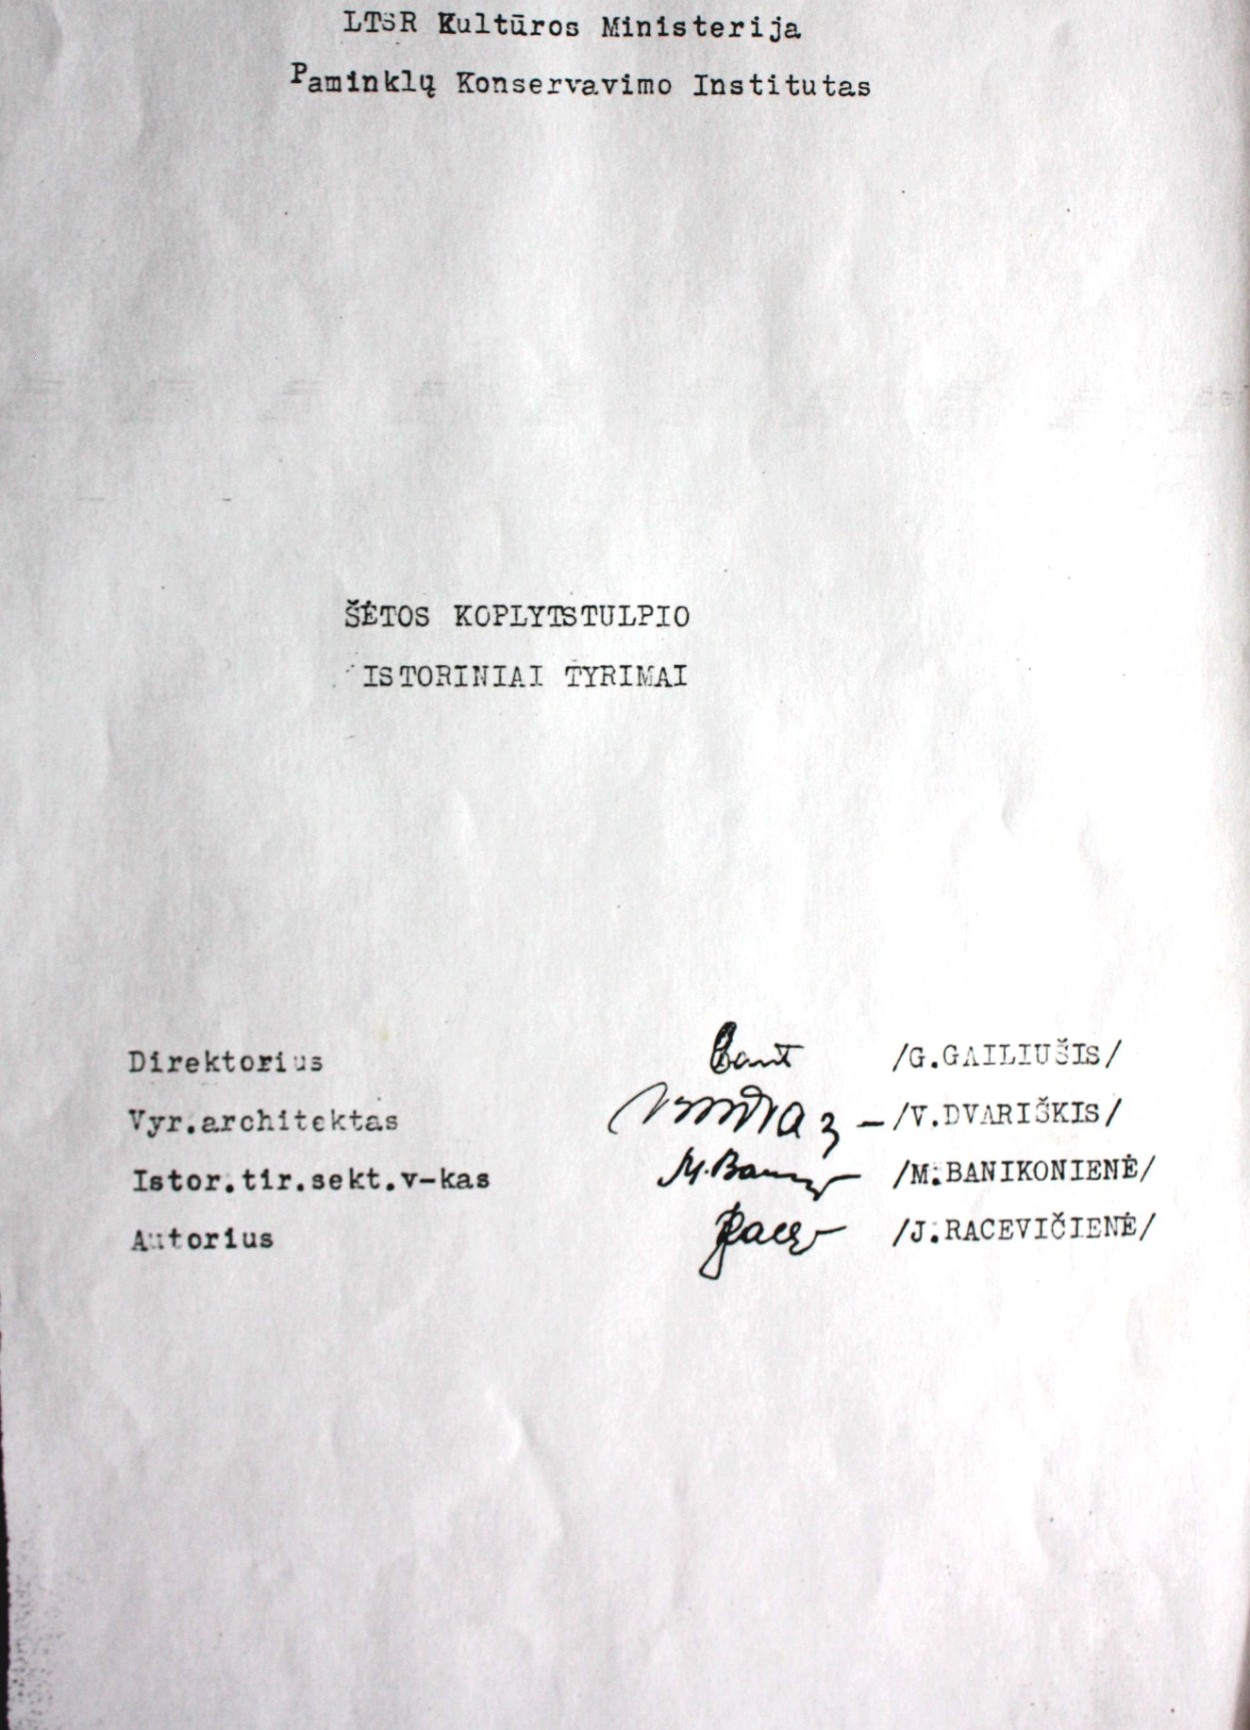 LTSR Kultūros Ministerija
Paminklų Konservavimo Institutas
ŠĖTOS KOPLYTSTULPIO
ISTORINIAI TYRIMAI
Direktorius /G.GAILIUŠIS/
Vyr.architektas /V.DVARIŠKIS/
Istor.tir.sekt.v-kas M.Ban /M.BANIKONIENĖ/
Autorius /J.RACEVIČIENĖ/